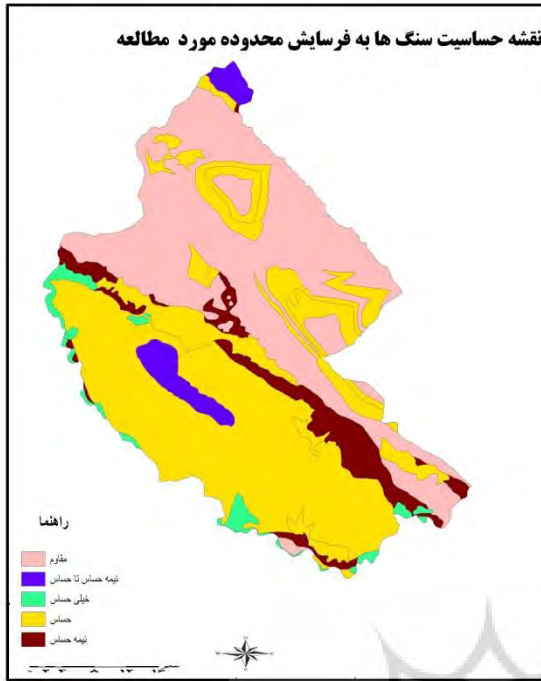 نقشه حساسیت سنگ ها به فرسایش محدوده مورد مطالعه
راهنما
مقاوم
نیمه حساس تا حساس
خیلی حساس
حساس
نیمه حساس